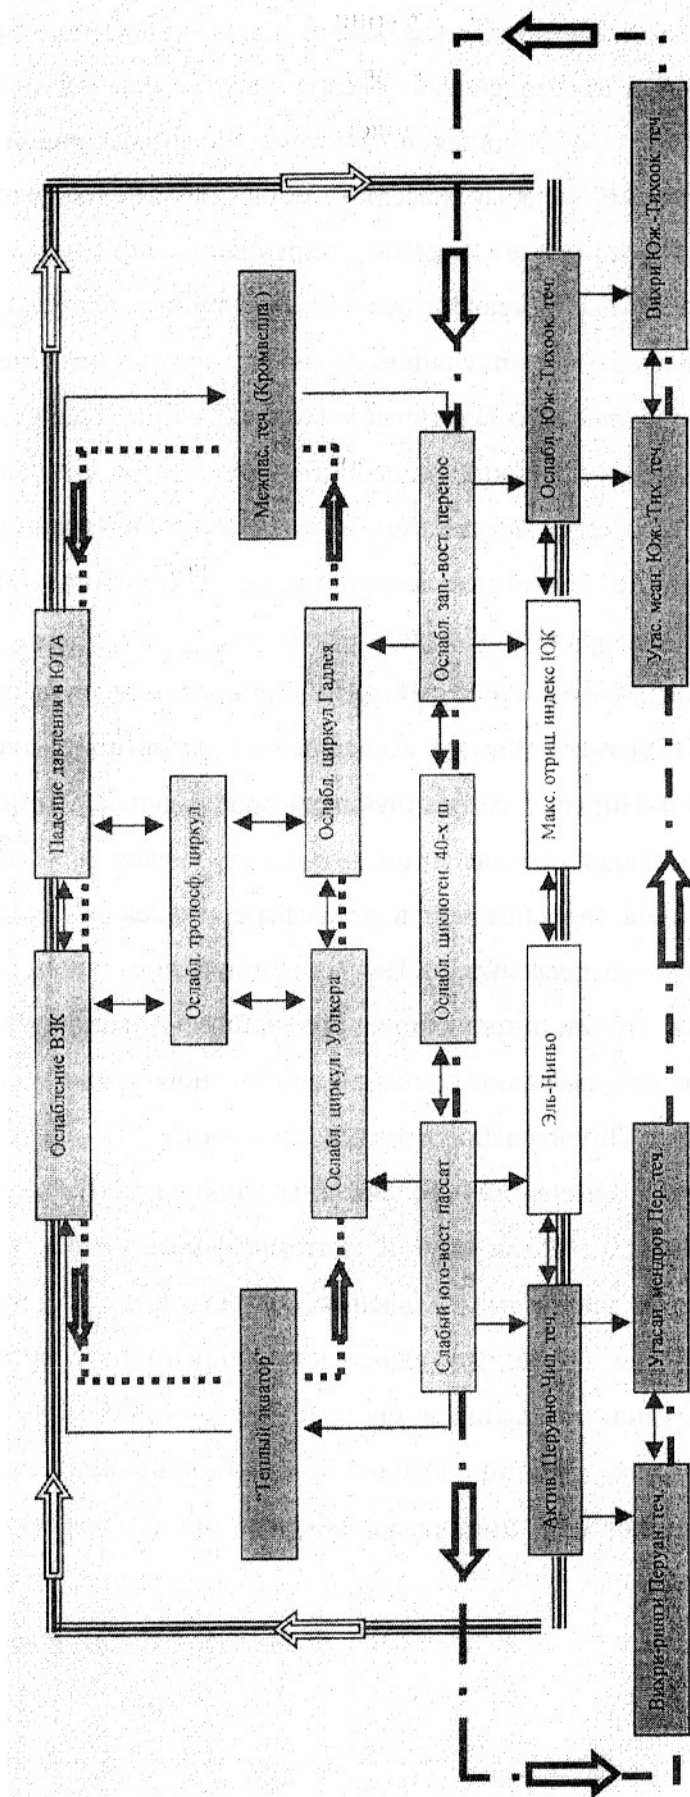 Ослабление ВЗК
Падение давления в ЮТА
Ослабл. тропосф. циркул.
"Теплый экватор"
Ослабл. циркул. Уолкера
Ослабл. циркул Гадлея
Межпас. теч. (Кромвелла )
Слабый юго-вост. пассат
Ослабл. циклоген. 40-х ш.
Ослабл. зап.-вост. перенос
Актив. Перувно-Чил. теч.
Эль-Ниньо
Макс. отриц. индекс ЮК
Ослабл. Юж.-Тихоок. теч.
Вихри-ринги Перуан. теч.
Угасан. меандров Пер. теч.
Угас. меан. Юж.-Тих. теч.
Вихри Юж.-Тихоок. теч.